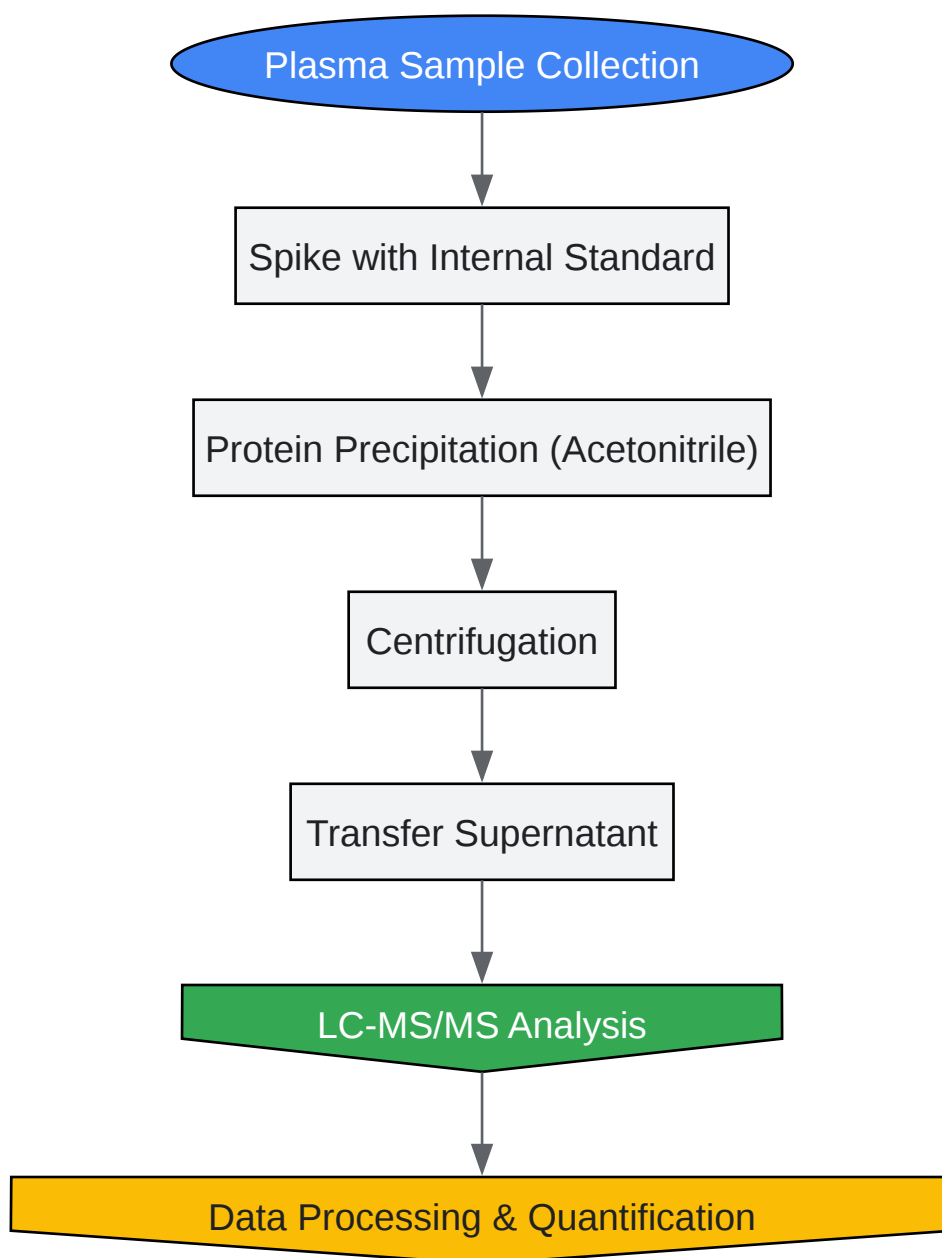 Plasma Sample Collection
Spike with Internal Standard
Protein Precipitation (Acetonitrile)
Centrifugation
Transfer Supernatant
LC-MS/MS Analysis
Data Processing & Quantification